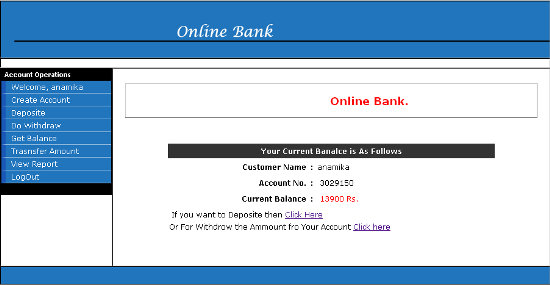 Online Bank
Account Operations
Welcome, anamika
Create Account
Deposite
Do Withdraw
Get Balance
Trasnsfer Amount
View Report
LogOut
Online Bank.
Your Current Banalce is As Follows
Customer Name : anamika
Account No. : 3029150
Current Balance : 13900 Rs.
If you want to Deposite then Click Here
Or For Withdraw the Ammount fro Your Account Click here